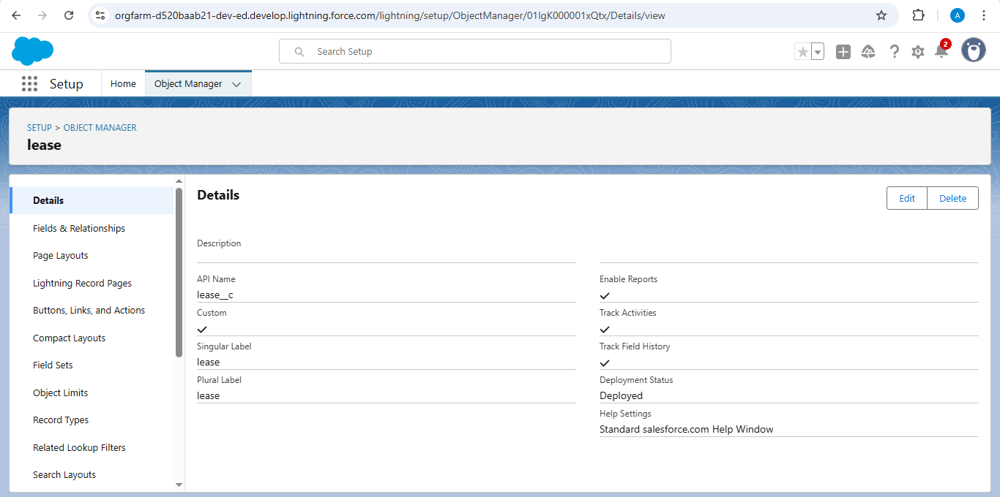 orgfarm-d520baab21-dev-ed.develop.lightning.force.com/lightning/setup/ObjectManager/01IgK000001xQtx/Details/view
A
Search Setup
2
Setup
Home
Object Manager
SETUP > OBJECT MANAGER
lease
Details
Fields & Relationships
Page Layouts
Lightning Record Pages
Buttons, Links, and Actions
Compact Layouts
Field Sets
Object Limits
Record Types
Related Lookup Filters
Search Layouts
Details
Edit
Delete
Description
API Name
lease__c
Custom
Singular Label
lease
Plural Label
lease
Enable Reports
Track Activities
Track Field History
Deployment Status
Deployed
Help Settings
Standard salesforce.com Help Window